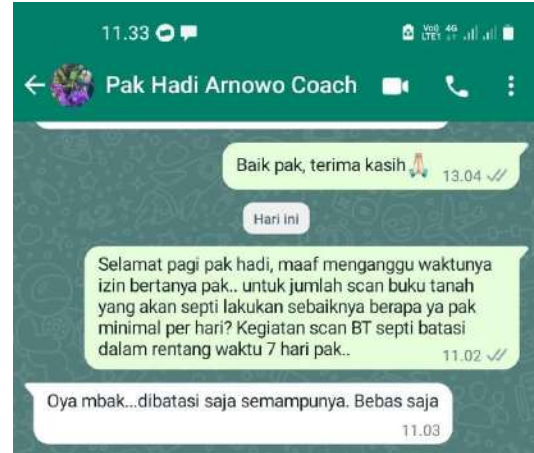 11.33
Pak Hadi Arnowo Coach
Baik pak, terima kasih🙏🏻
13.04
Hari ini
Selamat pagi pak hadi, maaf menganggu waktunya
izin bertanya pak.. untuk jumlah scan buku tanah
yang akan septi lakukan sebaiknya berapa ya pak
minimal per hari? Kegiatan scan BT septi batasi
dalam rentang waktu 7 hari pak..
11.02
Oya mbak...dibatasi saja semampunya. Bebas saja
11.03